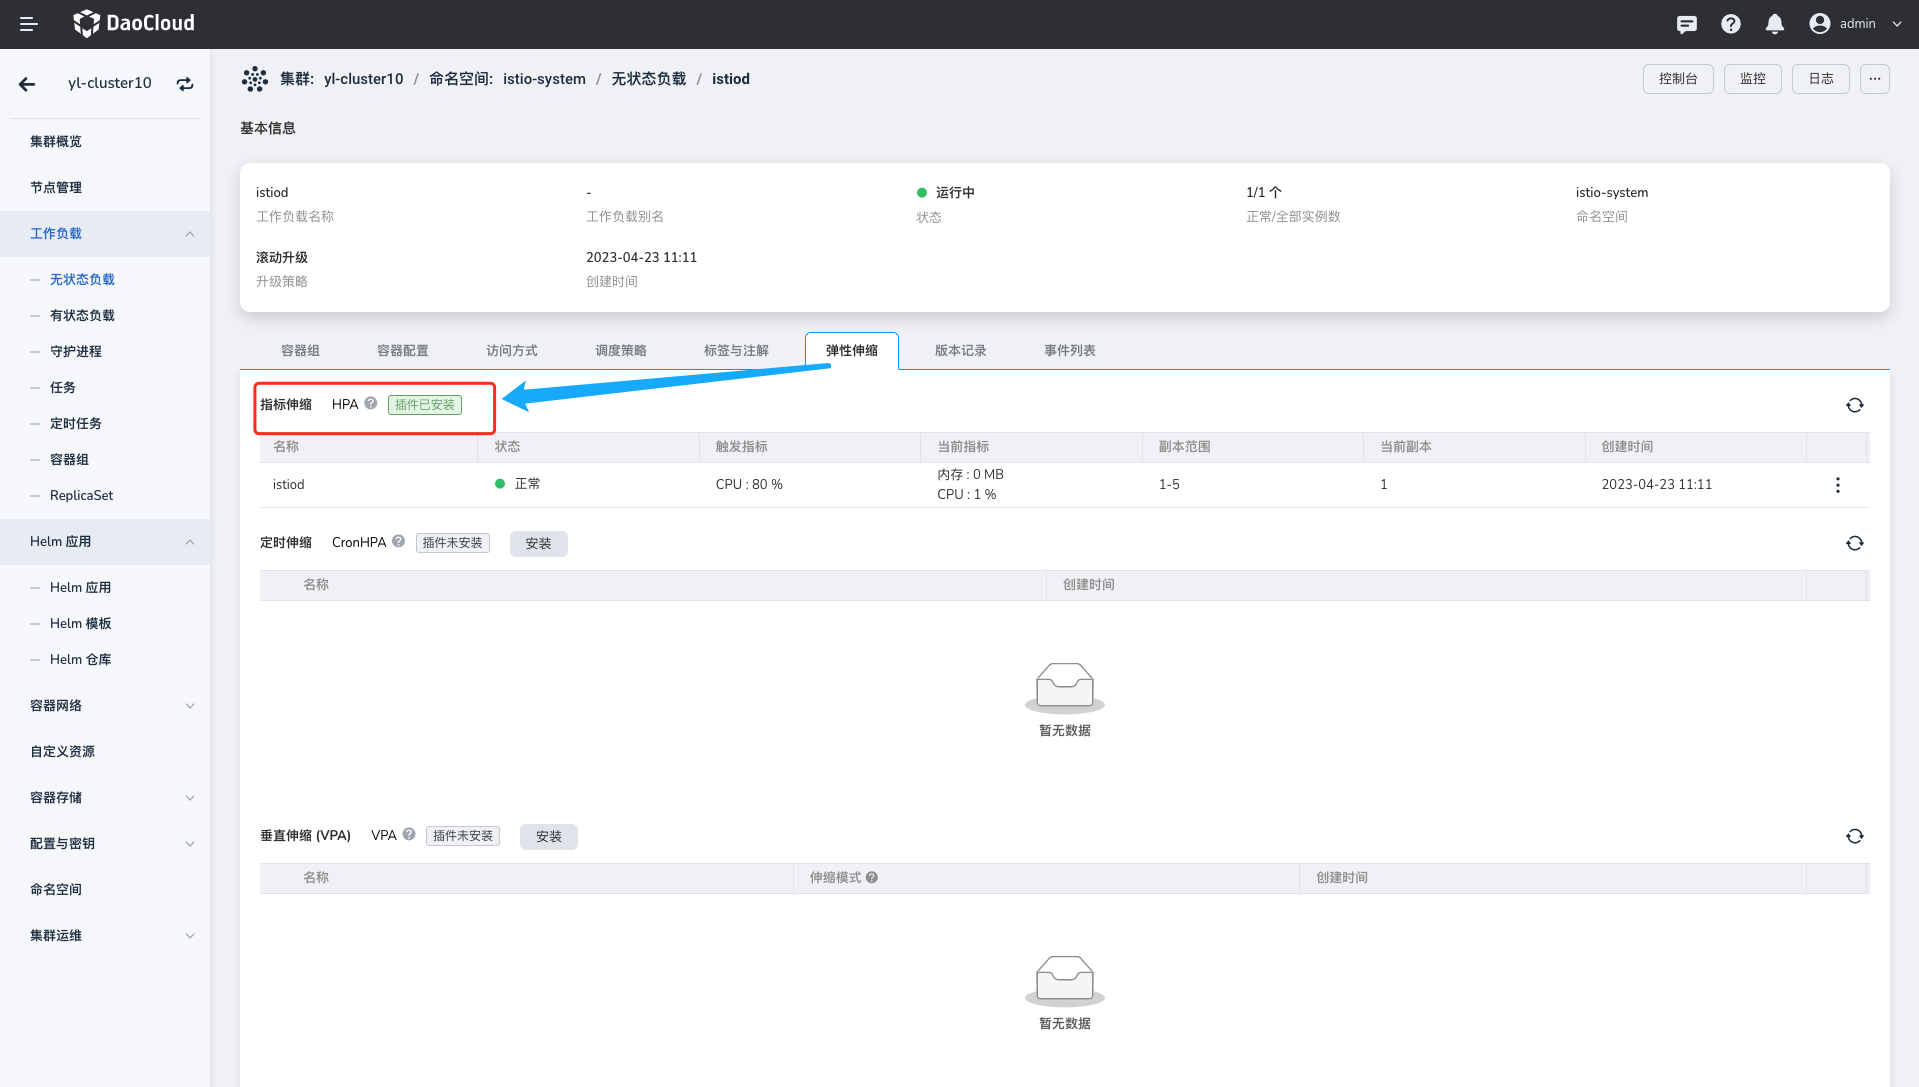 DaoCloud
admin
yl-cluster10
集群: yl-cluster10 / 命名空间: istio-system / 无状态负载 / istiod
控制台 监控 日志 ···
集群概览
节点管理
工作负载
无状态负载
有状态负载
守护进程
任务
定时任务
容器组
ReplicaSet
Helm 应用
Helm 应用
Helm 模板
Helm 仓库
容器网络
自定义资源
容器存储
配置与密钥
命名空间
集群运维
基本信息
istiod - 运行中 1/1 个 istio-system
工作负载名称 工作负载别名 状态 正常/全部实例数 命名空间
滚动升级 2023-04-23 11:11
升级策略 创建时间
容器组 容器配置 访问方式 调度策略 标签与注解 弹性伸缩 版本记录 事件列表
指标伸缩 HPA ? 插件已安装
名称 状态 触发指标 当前指标 副本范围 当前副本 创建时间
istiod 正常 CPU : 80 % 内存 : 0 MB 1-5 1 2023-04-23 11:11
CPU : 1 %
定时伸缩 CronHPA ? 插件未安装 安装
名称 创建时间
暂无数据
垂直伸缩 (VPA) VPA ? 插件未安装 安装
名称 伸缩模式 ? 创建时间
暂无数据